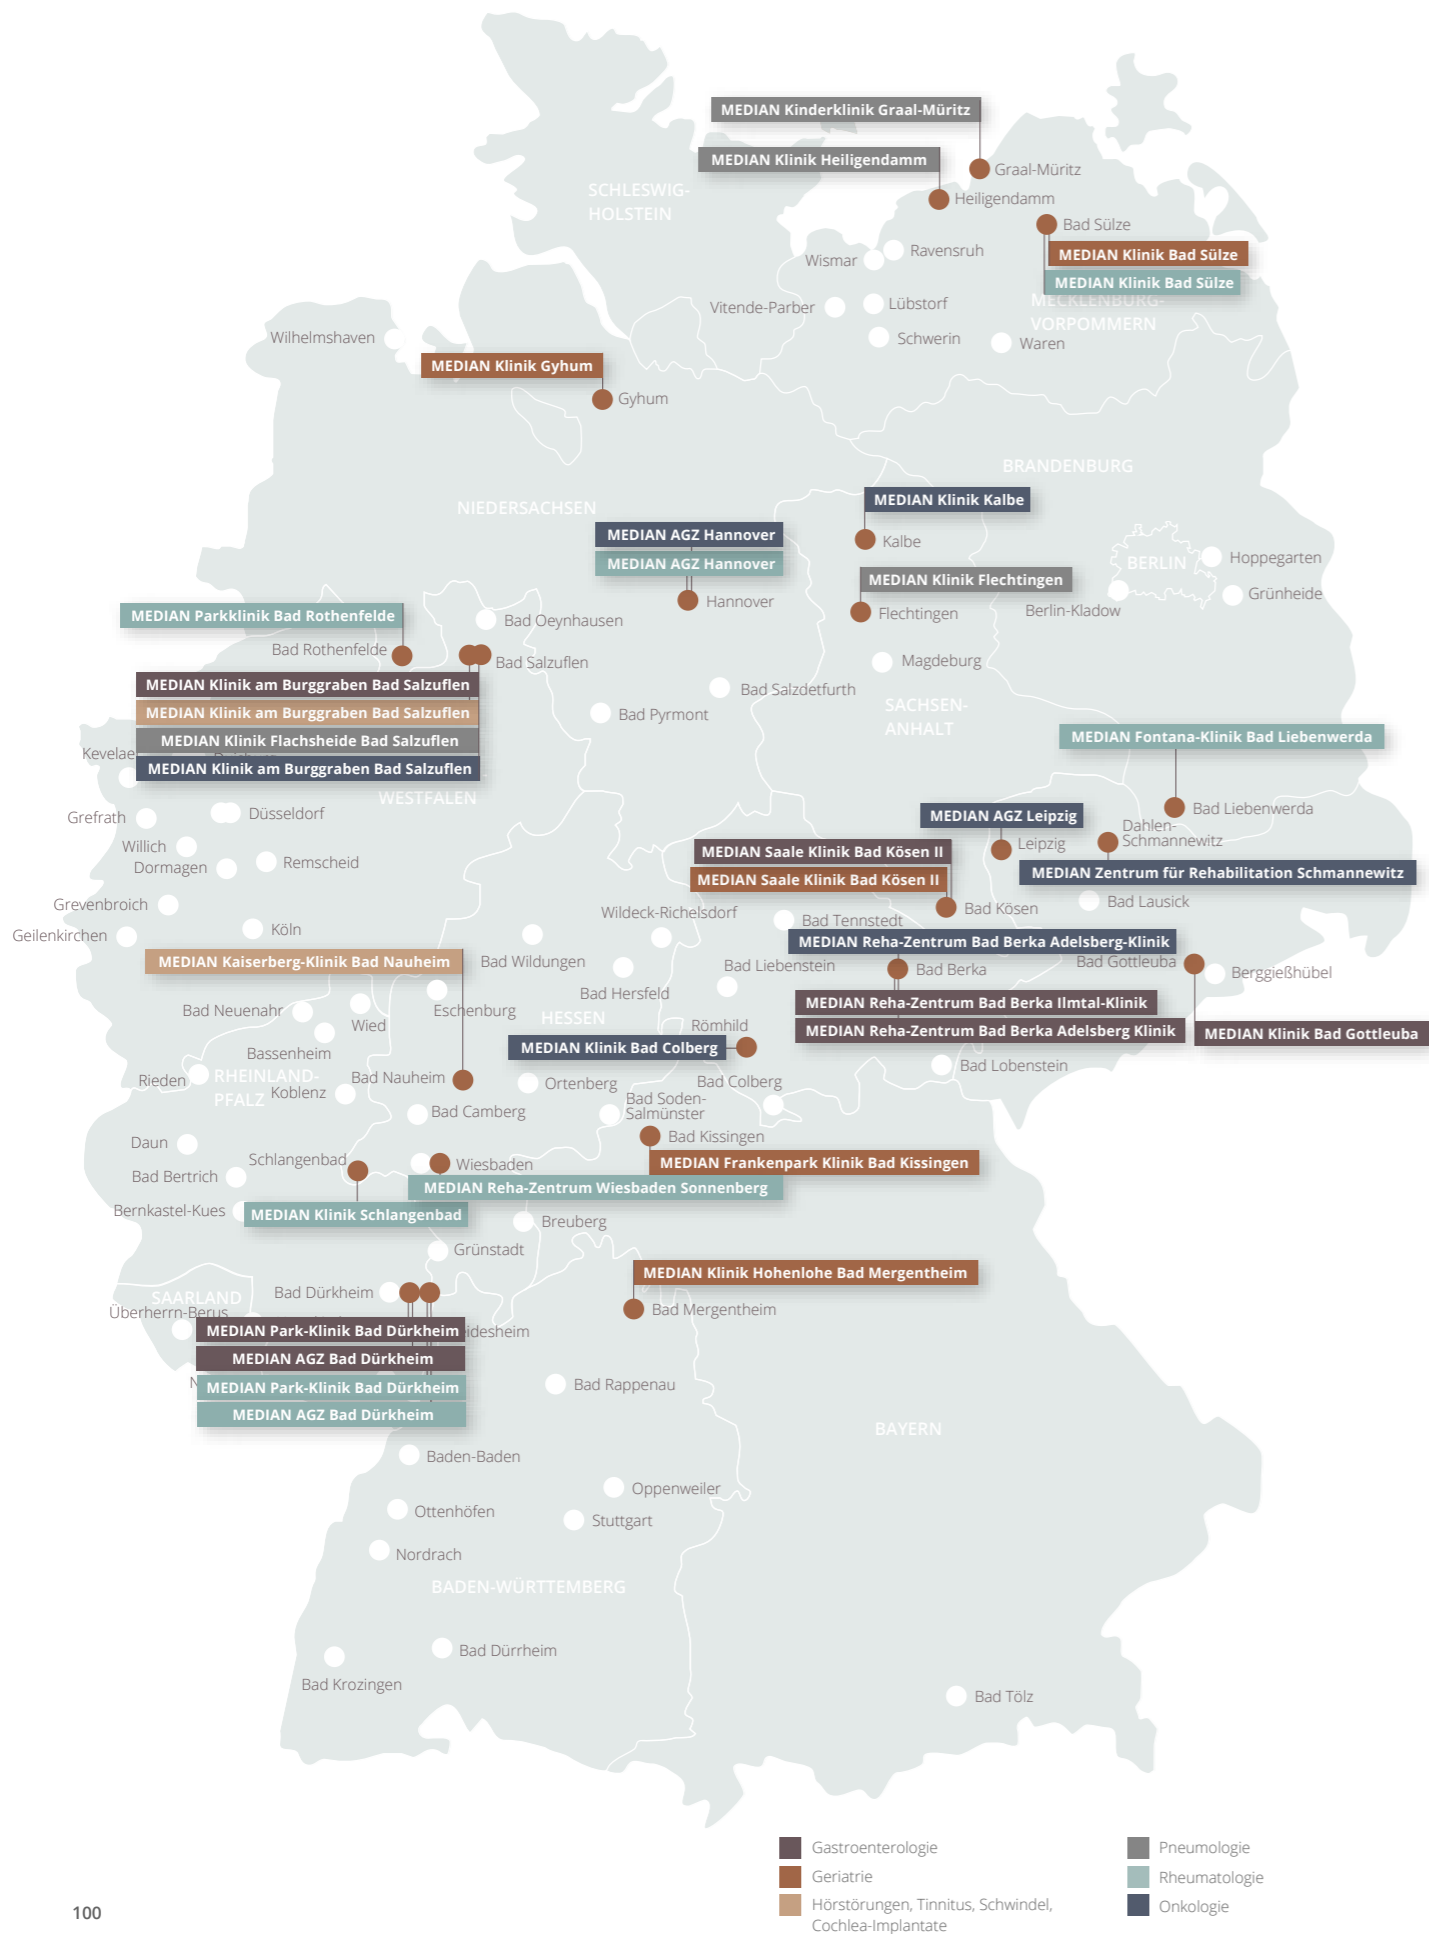 MEDIAN Kinderklinik Graal-Müritz
MEDIAN Klinik Heiligendamm
Graal-Müritz
SCHLESWIG-
HOLSTEIN
Heiligendamm
Bad Sülze
Ravensruh
MEDIAN Klinik Bad Sülze
Wismar
MEDIAN Klinik Bad Sülze
MECKLENBURG-
VORPOMMERN
Vitende-Parber
Lübstorf
Wilhelmshaven
Schwerin
Waren
MEDIAN Klinik Gyhum
Gyhum
BRANDENBURG
NIEDERSACHSEN
MEDIAN Klinik Kalbe
MEDIAN AGZ Hannover
Kalbe
MEDIAN AGZ Hannover
BERLIN
Hoppegarten
MEDIAN Klinik Flechtingen
Grünheide
Hannover
Flechtingen
Berlin-Kladow
MEDIAN Parkklinik Bad Rothenfelde
Bad Oeynhausen
Bad Rothenfelde
Bad Salzuflen
Magdeburg
MEDIAN Klinik am Burggraben Bad Salzuflen
Bad Salzdetfurth
MEDIAN Klinik am Burggraben Bad Salzuflen
Bad Pyrmont
SACHSEN-
ANHALT
MEDIAN Klinik Flachsheide Bad Salzuflen
MEDIAN Fontana-Klinik Bad Liebenwerda
Kevelae
MEDIAN Klinik am Burggraben Bad Salzuflen
WESTFALEN
Bad Liebenwerda
Grefrath
Düsseldorf
MEDIAN AGZ Leipzig
Dahlen-
Schmannewitz
Willich
Leipzig
Dormagen
Remscheid
MEDIAN Saale Klinik Bad Kösen II
MEDIAN Zentrum für Rehabilitation Schmannewitz
MEDIAN Saale Klinik Bad Kösen II
Grevenbroich
Bad Lausick
Wildeck-Richelsdorf
Bad Kösen
Bad Tennstedt
Geilenkirchen
Köln
MEDIAN Reha-Zentrum Bad Berka Adelsberg-Klinik
MEDIAN Kaiserberg-Klinik Bad Nauheim
Bad Wildungen
Bad Liebenstein
Bad Berka
Bad Gottleuba
Berggießhübel
Bad Hersfeld
Bad Neuenahr
Eschenburg
MEDIAN Reha-Zentrum Bad Berka Ilmtal-Klinik
HESSEN
Wied
Römhild
MEDIAN Reha-Zentrum Bad Berka Adelsberg Klinik
MEDIAN Klinik Bad Gottleuba
Bassenheim
MEDIAN Klinik Bad Colberg
Bad Lobenstein
Rieden
RHEINLAND-
PFALZ
Bad Nauheim
Ortenberg
Bad Colberg
Koblenz
Bad Soden-
Salmünster
Bad Camberg
Daun
Bad Kissingen
Schlangenbad
Wiesbaden
MEDIAN Frankenpark Klinik Bad Kissingen
Bad Bertrich
MEDIAN Reha-Zentrum Wiesbaden Sonnenberg
Bernkastel-Kues
MEDIAN Klinik Schlangenbad
Breuberg
Grünstadt
MEDIAN Klinik Hohenlohe Bad Mergentheim
SAARLAND
Bad Dürkheim
Überherrn-Berus
Bad Mergentheim
MEDIAN Park-Klinik Bad Dürkheim
idesheim
MEDIAN AGZ Bad Dürkheim
MEDIAN Park-Klinik Bad Dürkheim
Bad Rappenau
MEDIAN AGZ Bad Dürkheim
BAYERN
Baden-Baden
Oppenweiler
Ottenhöfen
Stuttgart
Nordrach
BADEN-WÜRTTEMBERG
Bad Dürrheim
Bad Krozingen
Bad Tölz
Gastroenterologie
Geriatrie
Hörstörungen, Tinnitus, Schwindel,
Cochlea-Implantate
Pneumologie
Rheumatologie
Onkologie
100